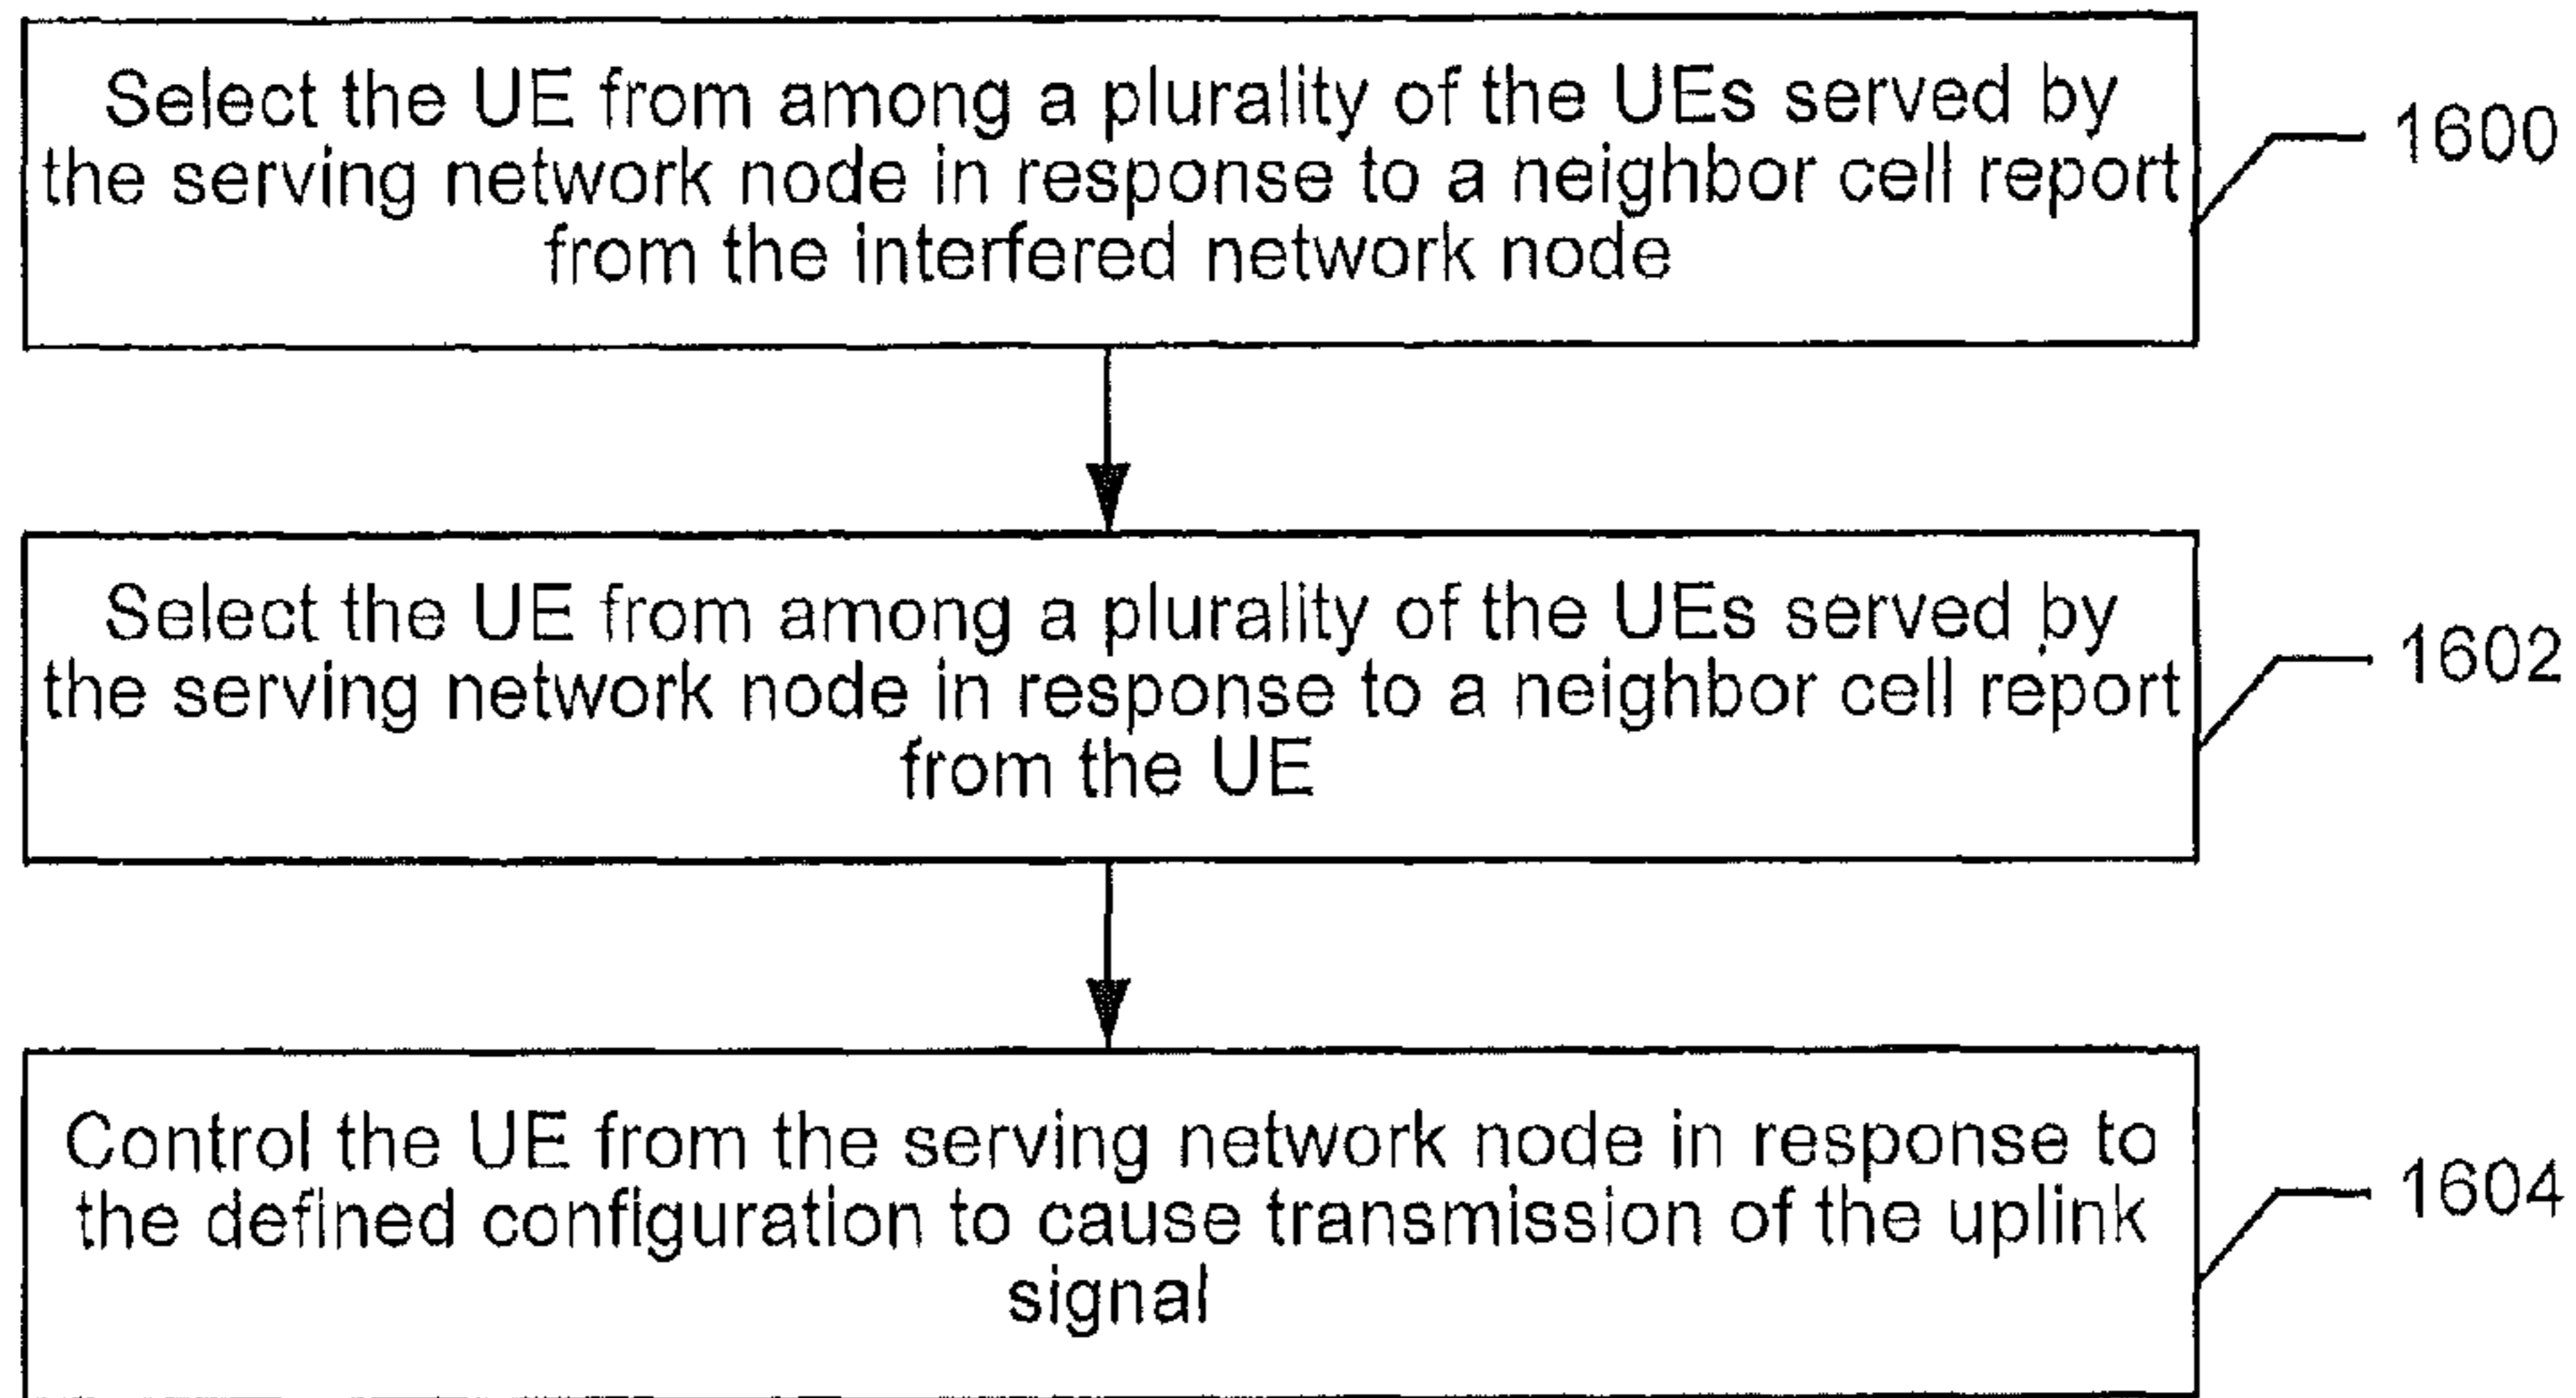 Select the UE from among a plurality of the UEs served by
the serving network node in response to a neighbor cell report
from the interfered network node
1600
Select the UE from among a plurality of the UEs served by
the serving network node in response to a neighbor cell report
from the UE
1602
Control the UE from the serving network node in response to
the defined configuration to cause transmission of the uplink
signal
1604